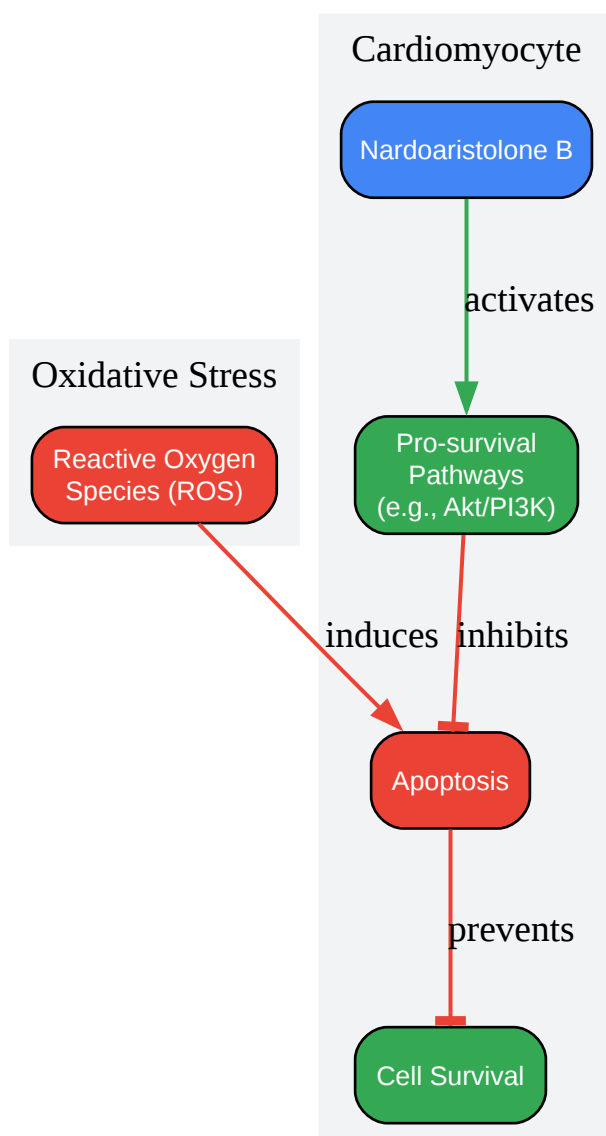 Cardiomyocyte
Nardoaristolone B
activates
Oxidative Stress
Reactive Oxygen
Species (ROS)
Pro-survival
Pathways
(e.g., Akt/PI3K)
induces
inhibits
Apoptosis
prevents
Cell Survival